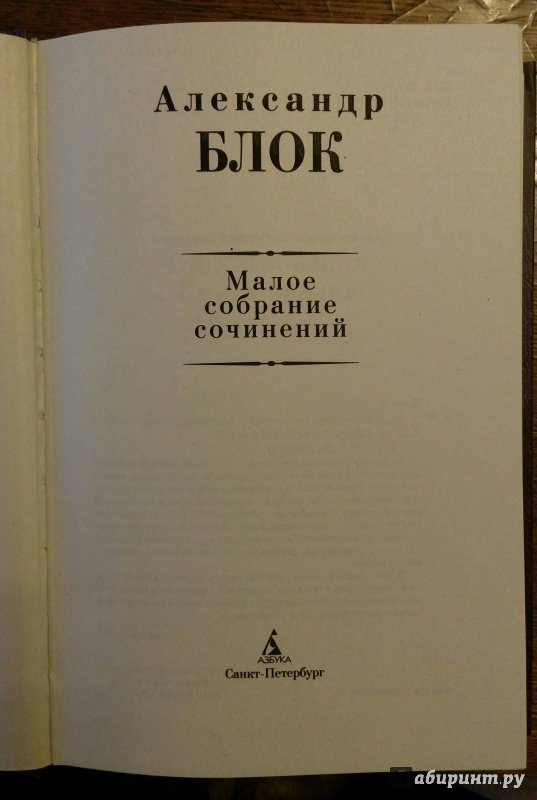 Александр
БЛОК
Малое
собрание
сочинений
АЗБУКА
Санкт-Петербург
абиринт.ру